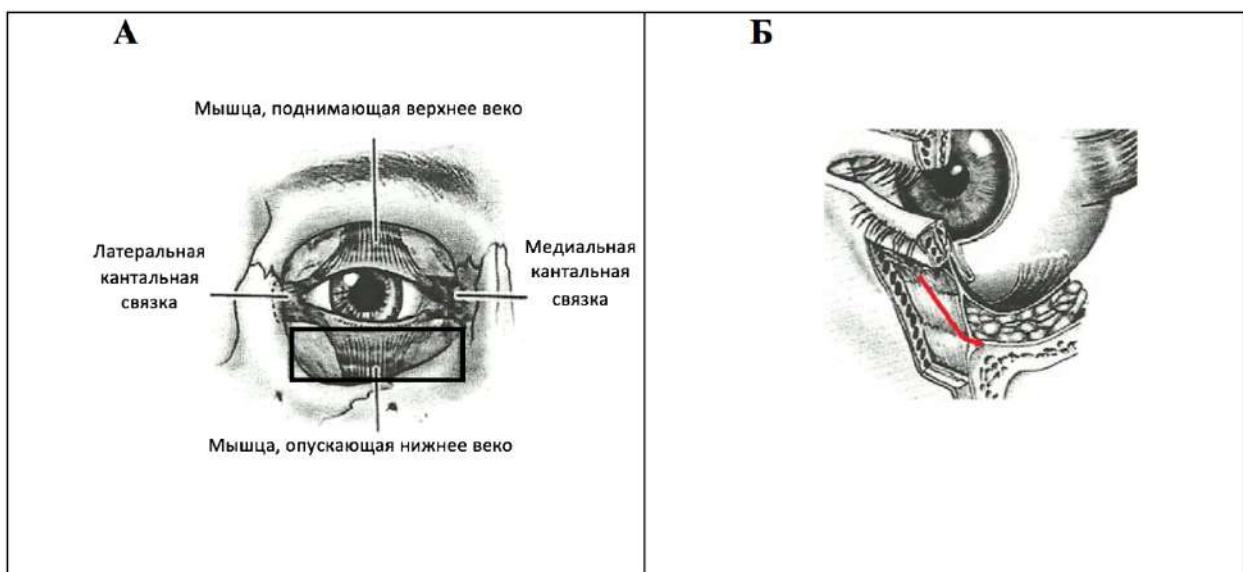 А
Б
Мышца, поднимающая верхнее веко
Латеральная
кантальная
связка
Медиальная
кантальная
связка
Мышца, опускающая нижнее веко